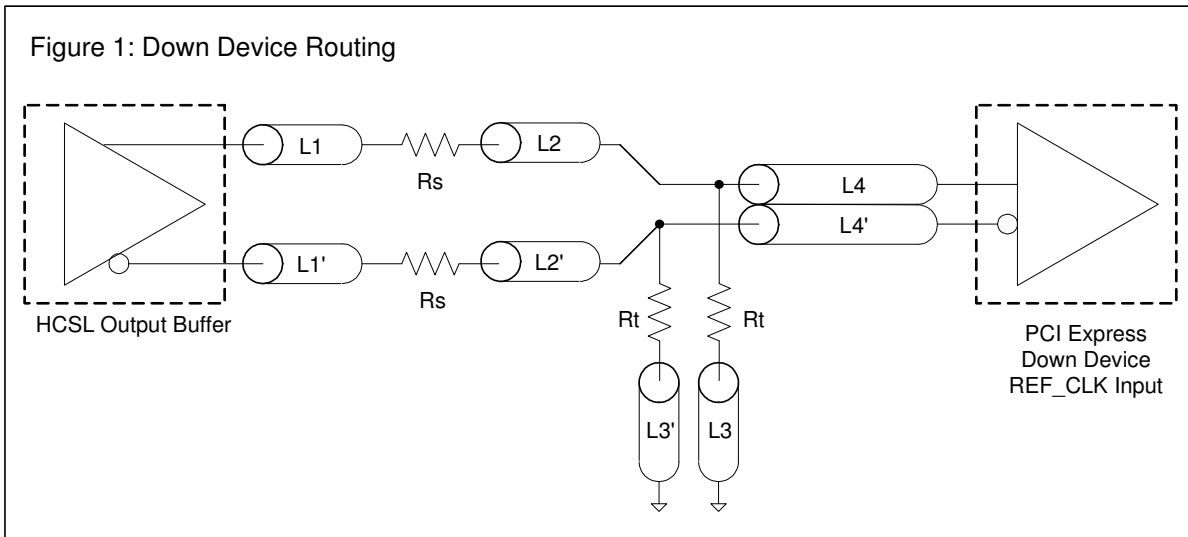 Figure 1: Down Device Routing
L1
Rs
L2
L4
L4'
L1'
Rs
L2'
HCSL Output Buffer
Rt
Rt
L3'
L3
PCI Express
Down Device
REF_CLK Input